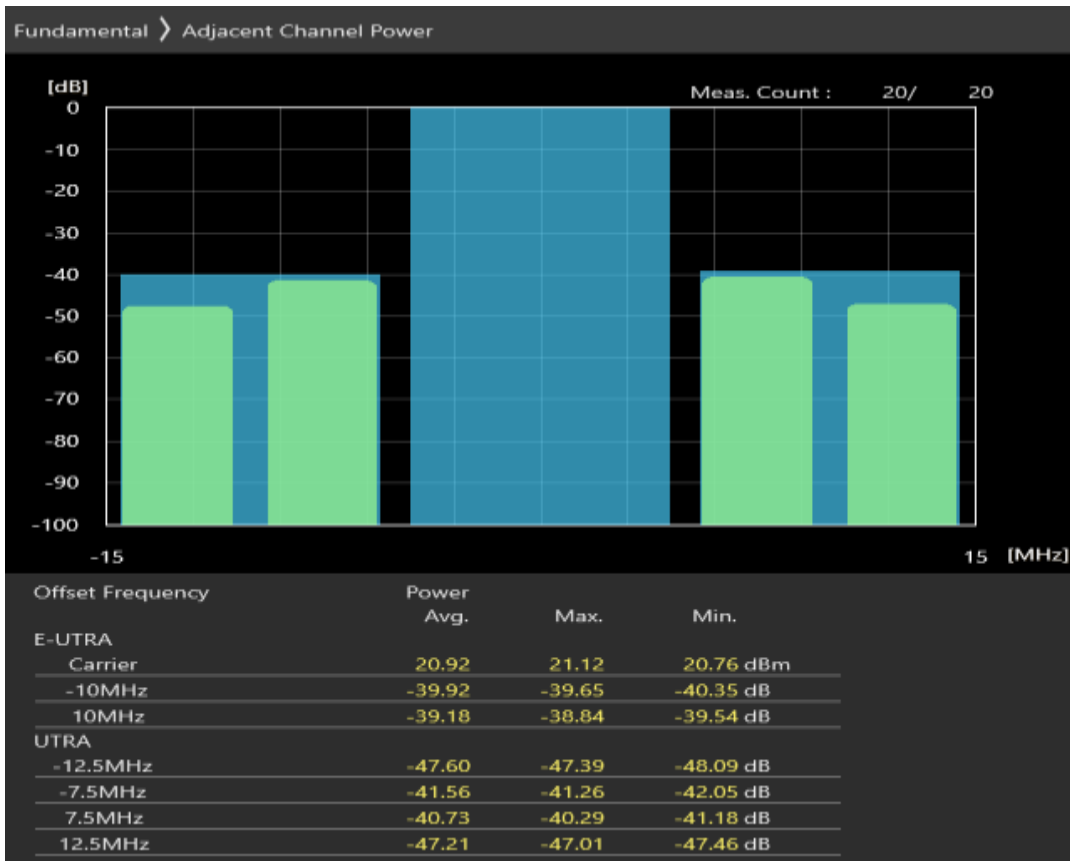 Fundamental ❯ Adjacent Channel Power
[dB]
Meas. Count : 20/ 20
0
-10
-20
-30
-40
-50
-60
-70
-80
-90
-100
-15 15 [MHz]
Offset Frequency Power
Avg. Max. Min.
E-UTRA
Carrier 20.92 21.12 20.76 dBm
-10MHz -39.92 -39.65 -40.35 dB
10MHz -39.18 -38.84 -39.54 dB
UTRA
-12.5MHz -47.60 -47.39 -48.09 dB
-7.5MHz -41.56 -41.26 -42.05 dB
7.5MHz -40.73 -40.29 -41.18 dB
12.5MHz -47.21 -47.01 -47.46 dB